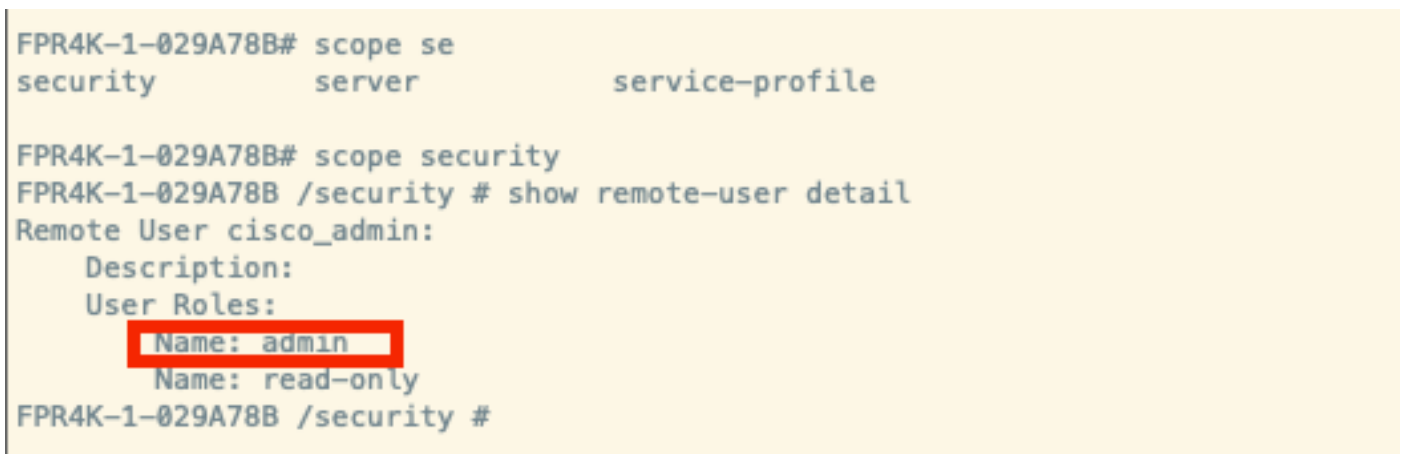 FPR4K-1-029A78B# scope se
security server service-profile
FPR4K-1-029A78B# scope security
FPR4K-1-029A78B /security # show remote-user detail
Remote User cisco_admin:
Description:
User Roles:
Name: admin
Name: read-only
FPR4K-1-029A78B /security #